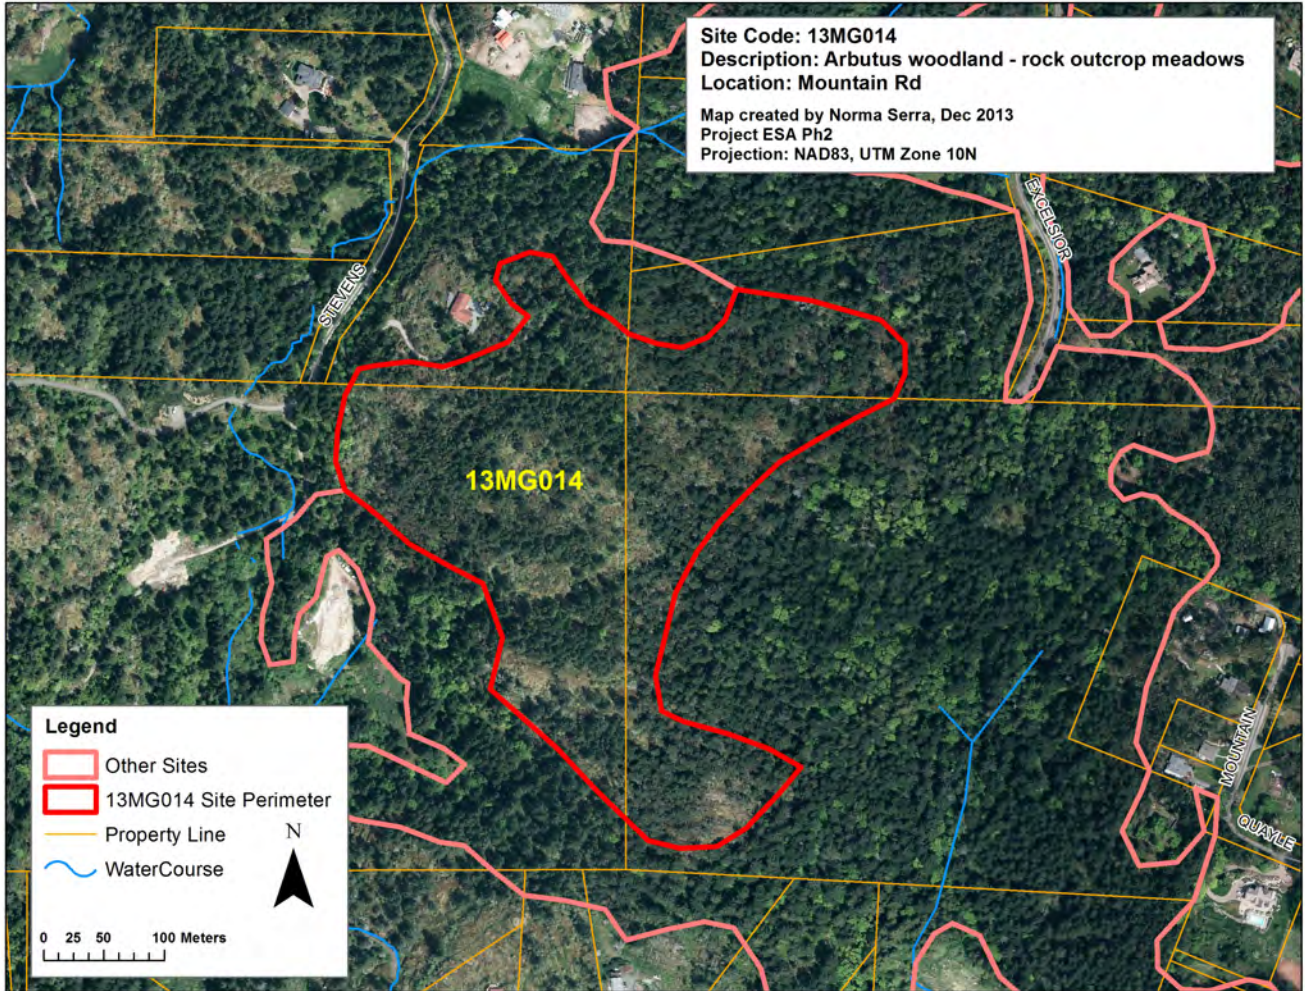 Site Code: 13MG014
Description: Arbutus woodland - rock outcrop meadows
Location: Mountain Rd
Map created by Norma Serra, Dec 2013
Project ESA Ph2
Projection: NAD83, UTM Zone 10N
EXCELSIOR
STEVENS
13MG014
MOUNTAIN
QUAYLE
Legend
Other Sites
13MG014 Site Perimeter
Property Line
WaterCourse
N
0 25 50 100 Meters